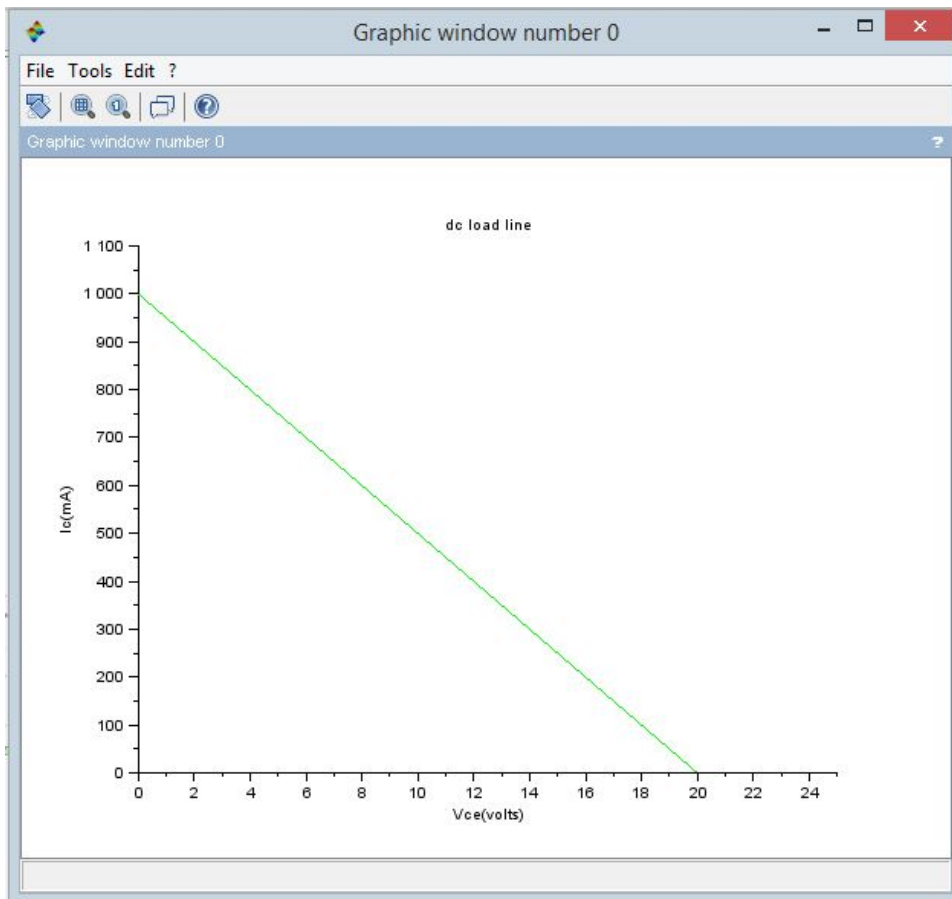 Graphic window number 0
File Tools Edit ?
Graphic window number 0 ?
dc load line
1 100
1 000
900
800
700
600
500
400
300
200
100
0
Ic(mA)
0 2 4 6 8 10 12 14 16 18 20 22 24
Vce(volts)